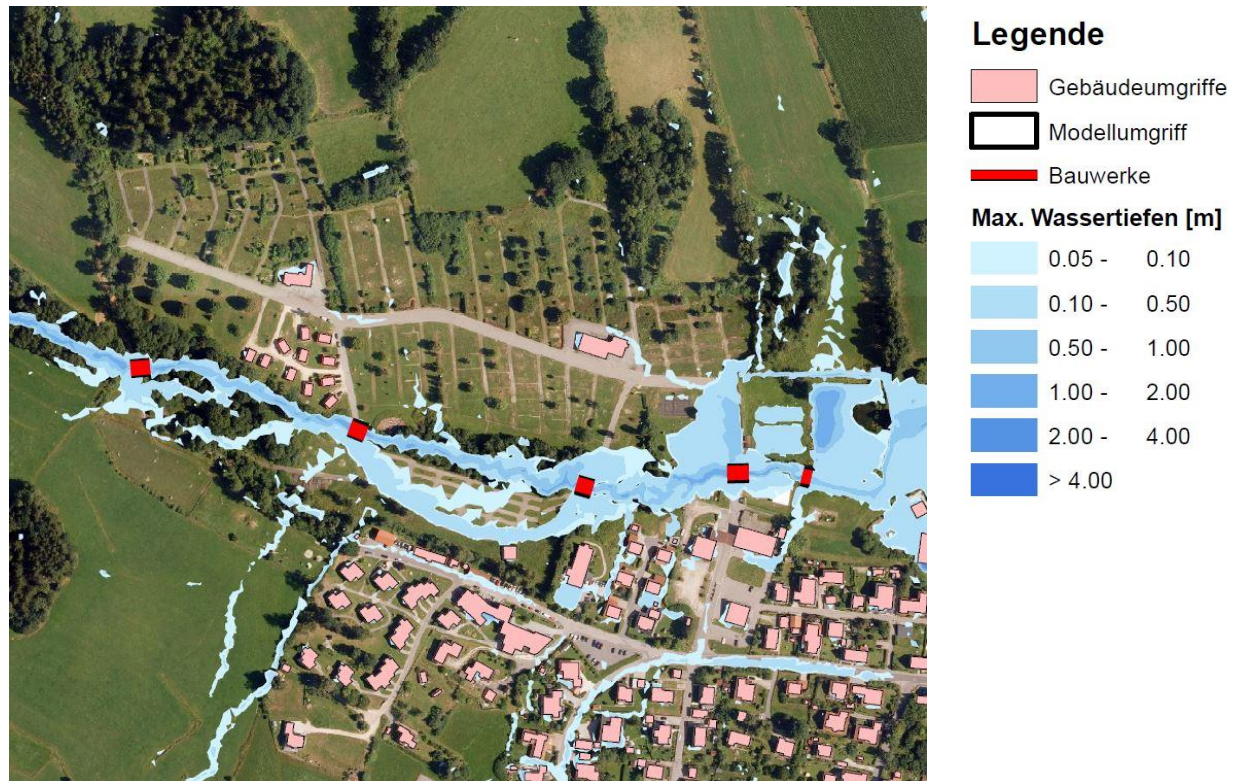 Legende
Gebäudeumgriffe
Modellumgriff
Bauwerke
Max. Wassertiefen [m]
0.05 - 0.10
0.10 - 0.50
0.50 - 1.00
1.00 - 2.00
2.00 - 4.00
> 4.00